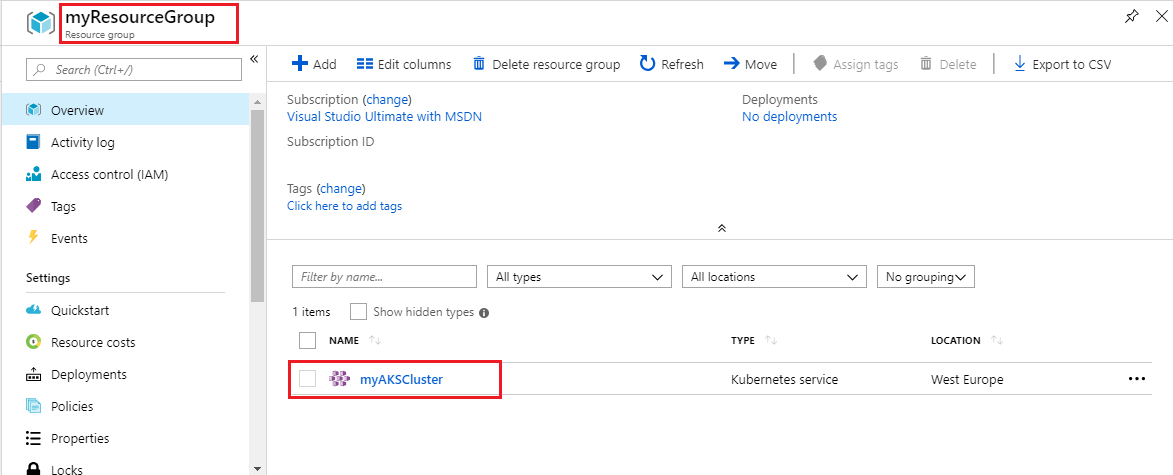 myResourceGroup
Resource group
Search (Ctrl+/)
«
Overview
Activity log
Access control (IAM)
Tags
Events
Settings
Quickstart
Resource costs
Deployments
Policies
Properties
Locks
Add Edit columns Delete resource group Refresh Move Assign tags Delete Export to CSV
Subscription (change)
Visual Studio Ultimate with MSDN
Subscription ID
Deployments
No deployments
Tags (change)
Click here to add tags
Filter by name... All types All locations No grouping
1 items Show hidden types
NAME TYPE LOCATION
myAKSCluster Kubernetes service West Europe